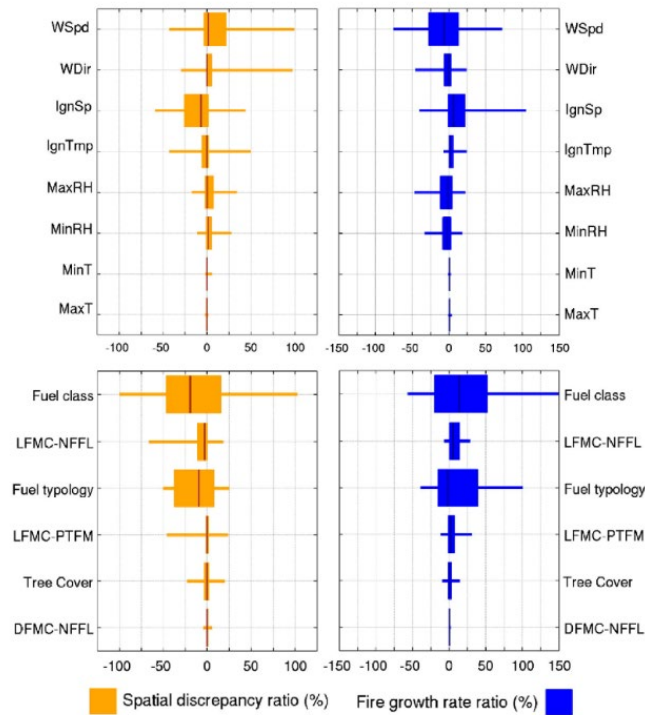 WSpd WSpd
WDir WDir
IgnSp IgnSp
IgnTmp IgnTmp
MaxRH MaxRH
MinRH MinRH
MinT MinT
MaxT MaxT
-100 -50 0 50 100 -150 -100 -50 0 50 100 150
Fuel class Fuel class
LFMC-NFFL LFMC-NFFL
Fuel typology Fuel typology
LFMC-PTFM LFMC-PTFM
Tree Cover Tree Cover
DFMC-NFFL DFMC-NFFL
-100 -50 0 50 100 -150 -100 -50 0 50 100 150
Spatial discrepancy ratio (%) Fire growth rate ratio (%)